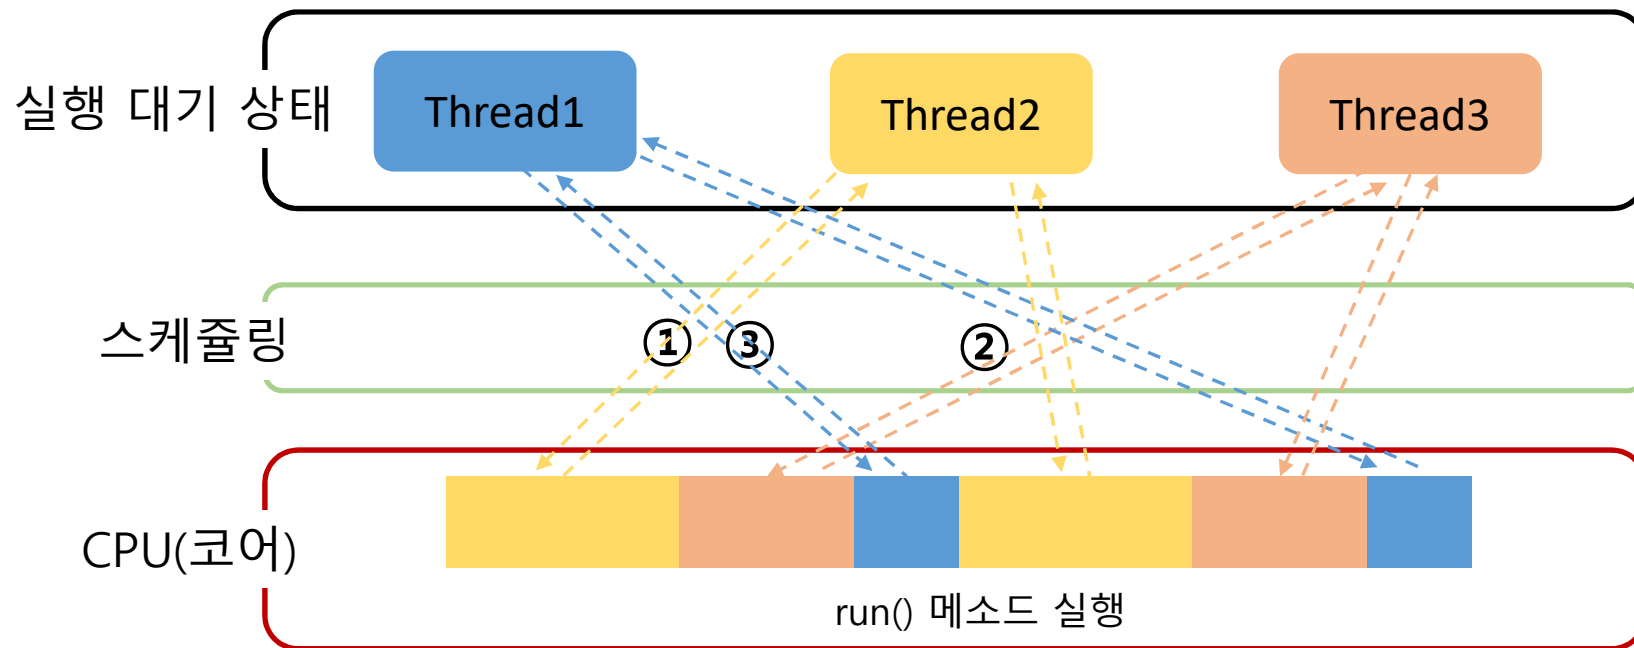 실행 대기 상태
Thread1
Thread2
Thread3
스케쥴링
① ③ ②
CPU(코어)
run() 메소드 실행